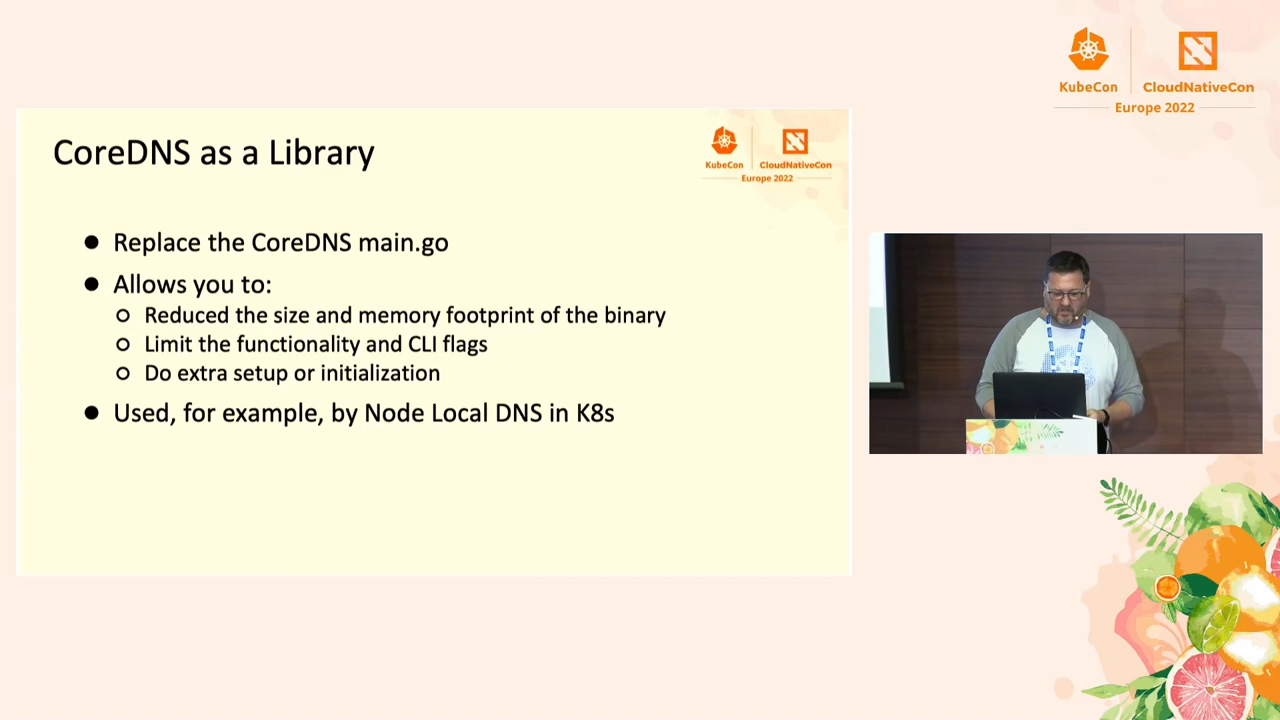 KubeCon
CloudNativeCon
Europe 2022
CoreDNS as a Library
KubeCon
CloudNativeCon
Europe 2022
● Replace the CoreDNS main.go
● Allows you to:
○ Reduced the size and memory footprint of the binary
○ Limit the functionality and CLI flags
○ Do extra setup or initialization
● Used, for example, by Node Local DNS in K8s